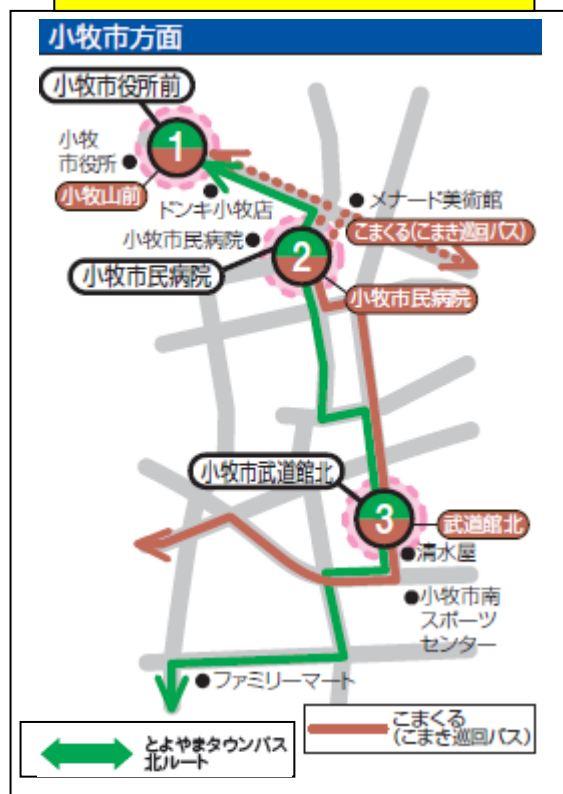 小牧市方面
小牧市役所前
小牧
市役所
1
小牧山前
ドンキ小牧店
メナード美術館
こまくる(こまき巡回バス)
小牧市民病院
2
小牧市民病院
小牧市民病院
小牧市武道館北
3
武道館北
清水屋
小牧市南
スポーツ
センター
ファミリーマート
とよやまタウンバス
北ルート
こまくる
(こまき巡回バス)